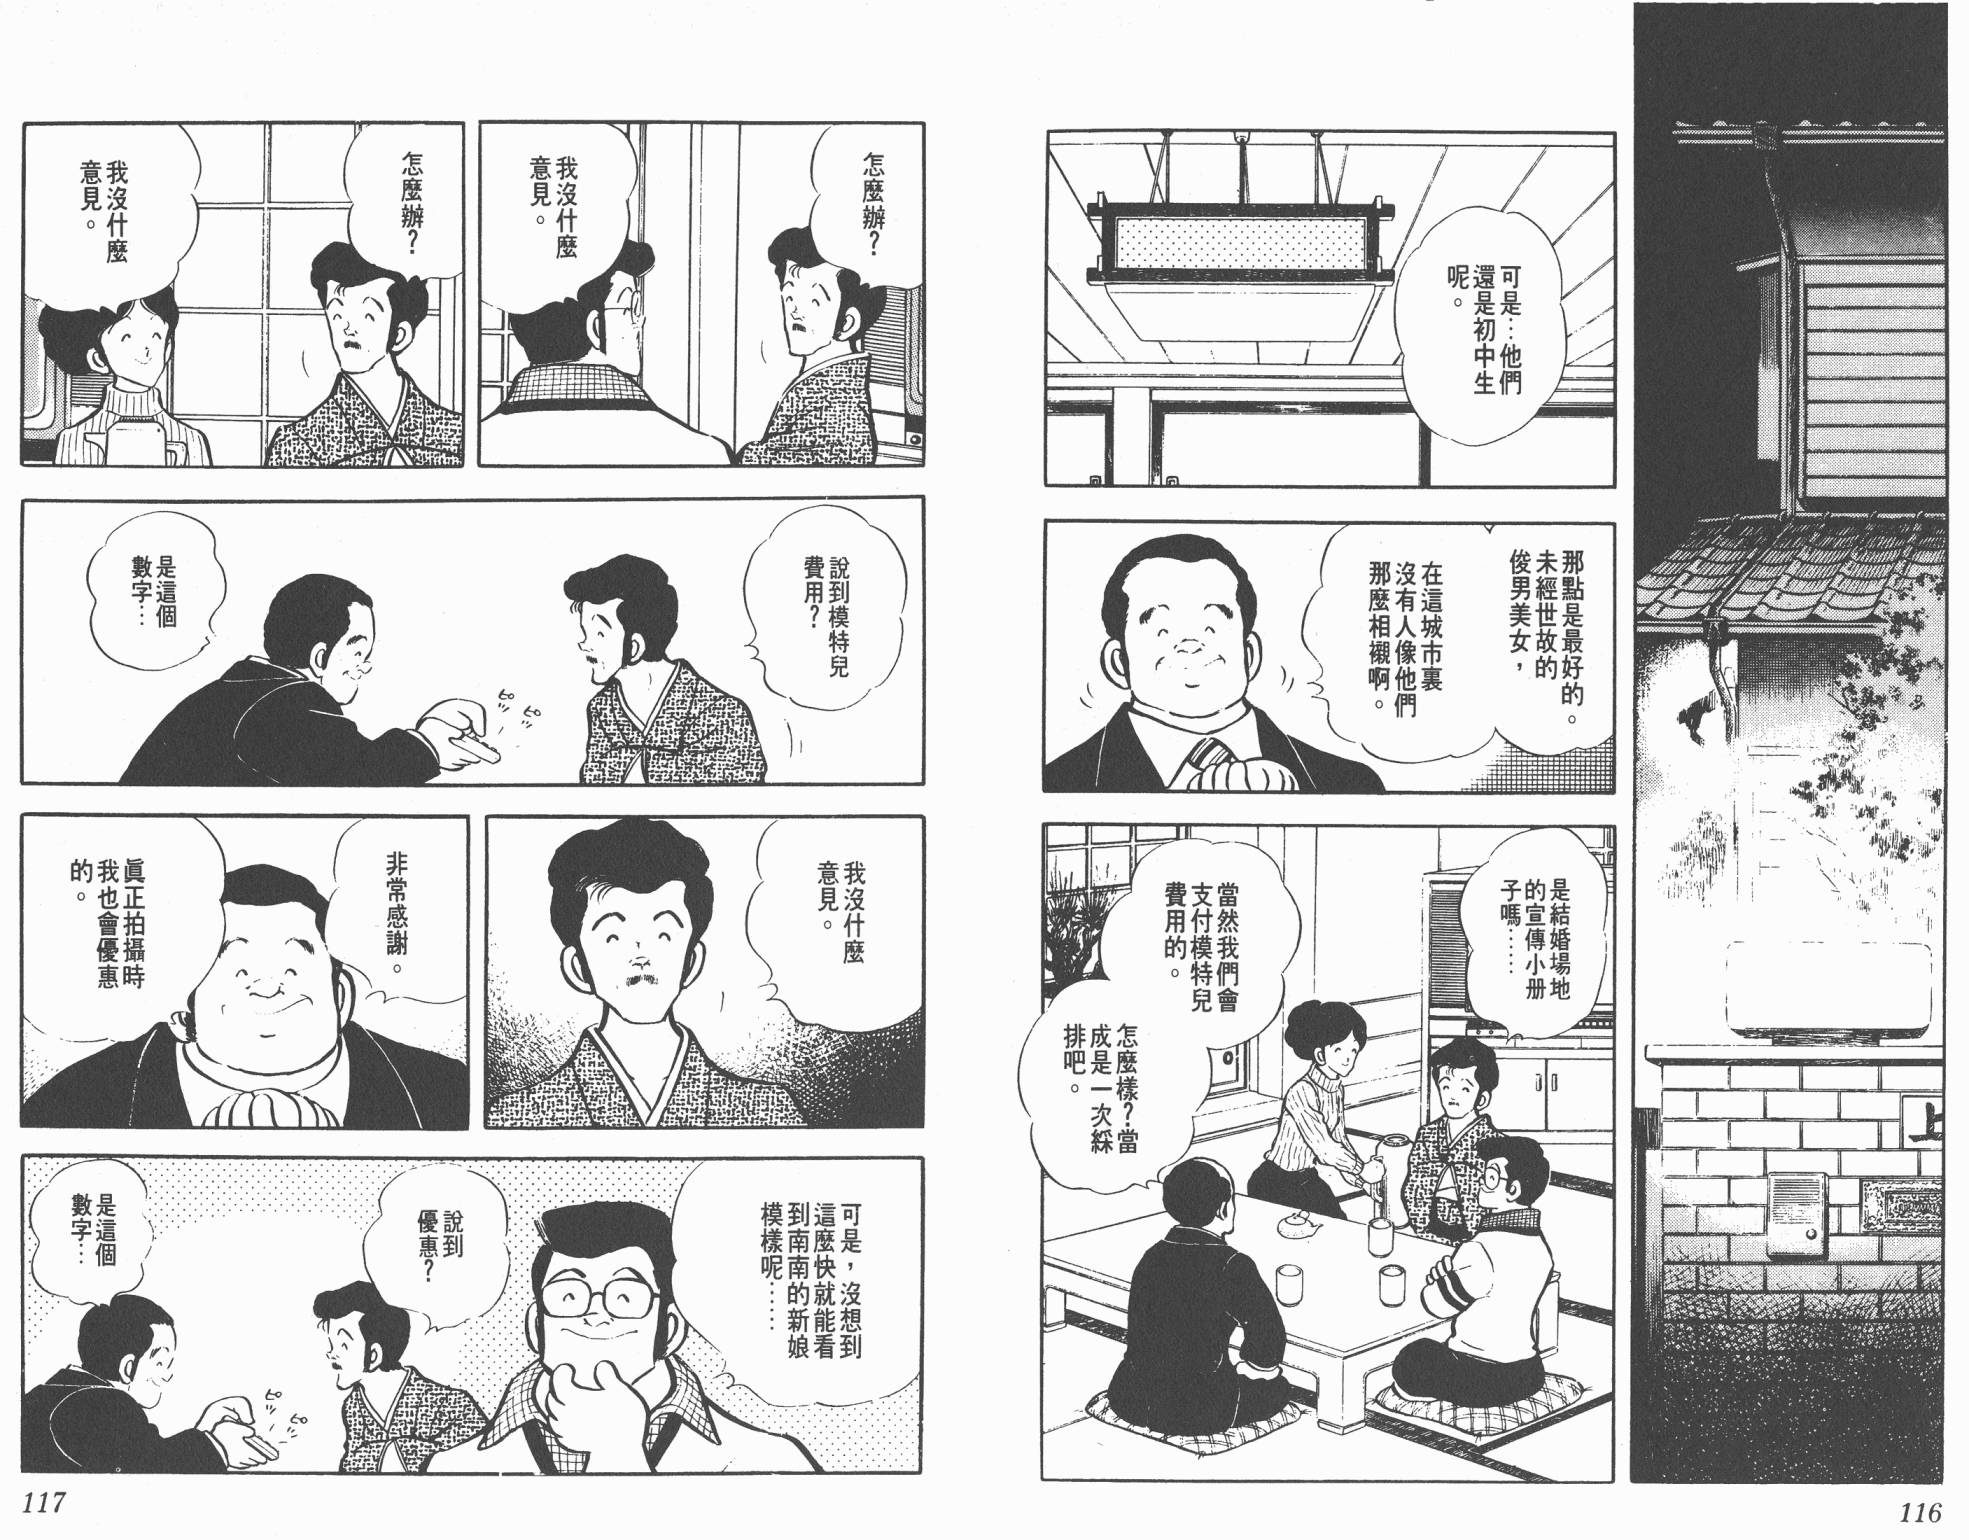 可是…他們
還是初中生
呢。
那點是最好的。
未經世故的
俊男美女，
在這城市裏
沒有人像他們
那麼相襯啊。
是結婚場地
的宣傳小册
子嗎……
當然我們會
支付模特兒
費用的。
怎麼樣？當
成是一次綵
排吧。
上
116
怎麼辦？
我沒什麼
意見。
怎麼辦？
我沒什麼
意見。
說到模特兒
費用？
ピ
ピ
是這個
數字…
我沒什麼
意見。
非常感謝。
眞正拍攝時
我也會優惠
的。
可是，沒想到
這麼快就能看
到南南的新娘
模樣呢……
說到
優惠？
ピ
ピ
是這個
數字…
117